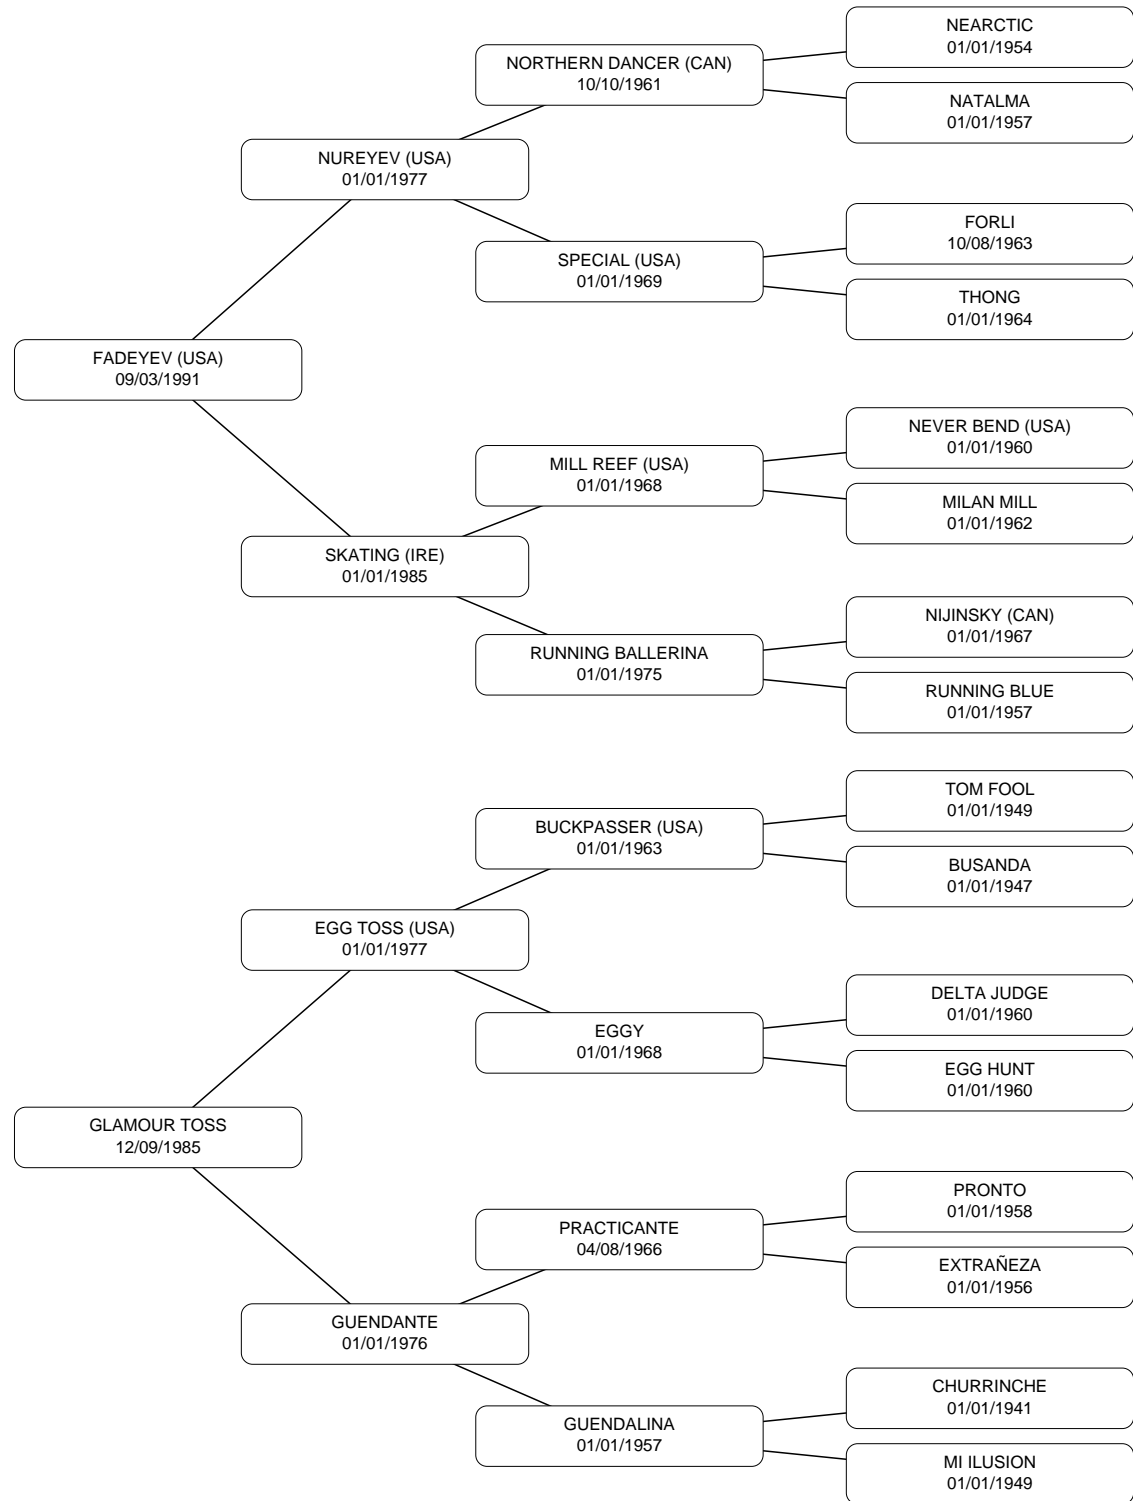 NEARCTIC
01/01/1954
NORTHERN DANCER (CAN)
10/10/1961
NATALMA
01/01/1957
NUREYEV (USA)
01/01/1977
FORLI
10/08/1963
SPECIAL (USA)
01/01/1969
THONG
01/01/1964
FADEYEV (USA)
09/03/1991
NEVER BEND (USA)
01/01/1960
MILL REEF (USA)
01/01/1968
MILAN MILL
01/01/1962
SKATING (IRE)
01/01/1985
NIJINSKY (CAN)
01/01/1967
RUNNING BALLERINA
01/01/1975
RUNNING BLUE
01/01/1957
TOM FOOL
01/01/1949
BUCKPASSER (USA)
01/01/1963
BUSANDA
01/01/1947
EGG TOSS (USA)
01/01/1977
DELTA JUDGE
01/01/1960
EGGY
01/01/1968
EGG HUNT
01/01/1960
GLAMOUR TOSS
12/09/1985
PRONTO
01/01/1958
PRACTICANTE
04/08/1966
EXTRAÑEZA
01/01/1956
GUENDANTE
01/01/1976
CHURRINCHE
01/01/1941
GUENDALINA
01/01/1957
MI ILUSION
01/01/1949